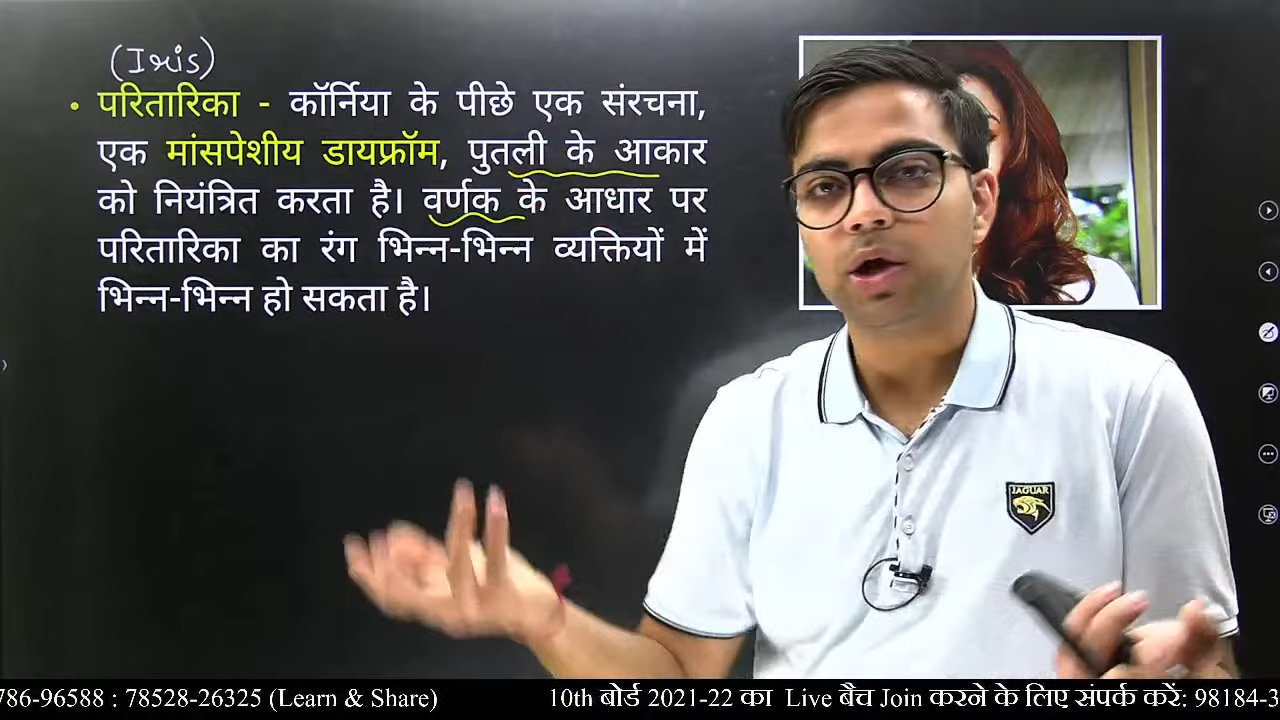 (Iris)
• परितारिका - कॉर्निया के पीछे एक संरचना,
एक मांसपेशीय डायफ्रॉम, पुतली के आकार
को नियंत्रित करता है। वर्णक के आधार पर
परितारिका का रंग भिन्न-भिन्न व्यक्तियों में
भिन्न-भिन्न हो सकता है।
JAGUAR
786-96588 : 78528-26325 (Learn & Share) 10th बोर्ड 2021-22 का Live बैच Join करने के लिए संपर्क करें: 98184-3